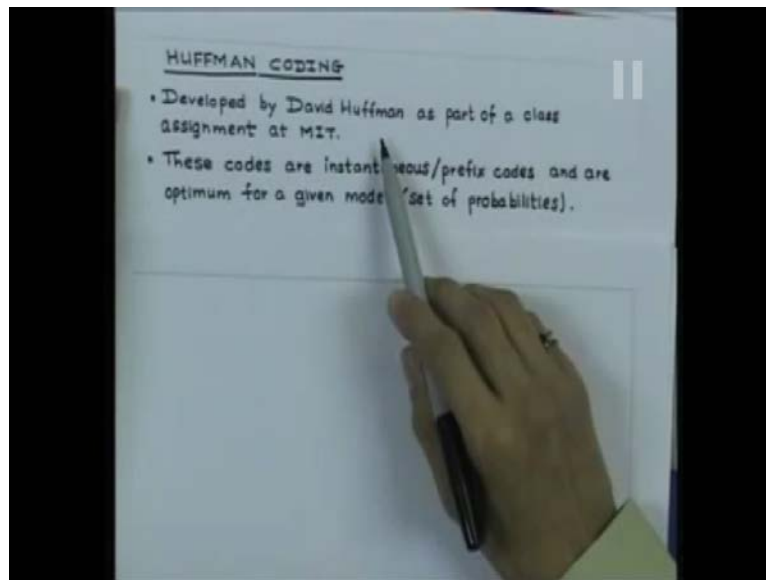 HUFFMAN CODING
• Developed by David Huffman as part of a class
assignment at MIT.
• These codes are instant eous/prefix codes and are
optimum for a given mode (set of probabilities).